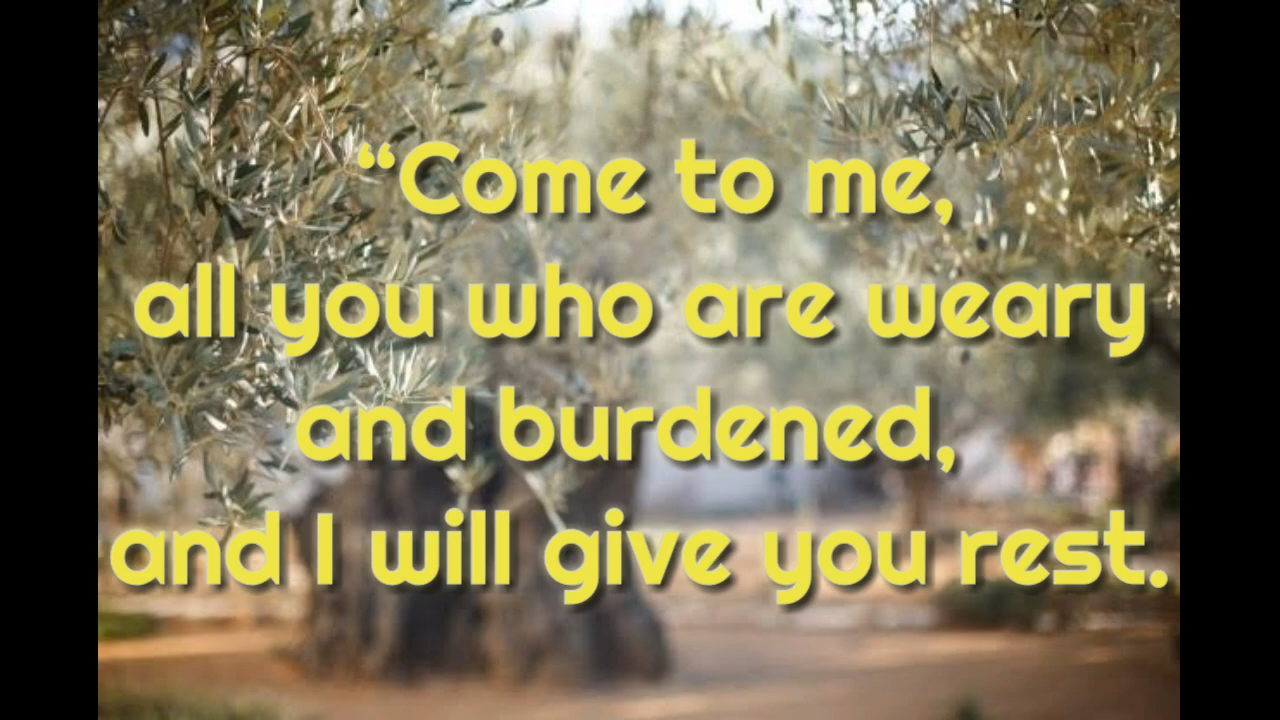 “Come to me,
all you who are weary
and burdened,
and I will give you rest.